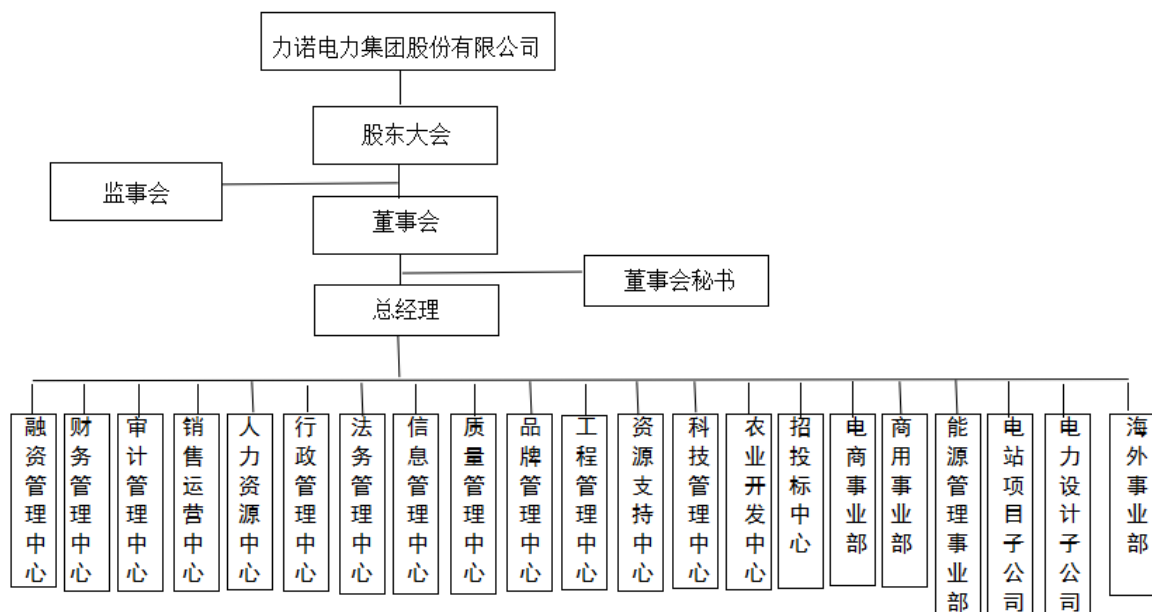 力诺电力集团股份有限公司
股东大会
监事会
董事会
董事会秘书
总经理
融资管理中心
财务管理中心
审计管理中心
销售运营中心
人力资源中心
行政管理中心
法务管理中心
信息管理中心
质量管理中心
品牌管理中心
工程管理中心
资源支持中心
科技管理中心
农业开发中心
招投标中心
电商事业部
商用事业部
能源管理事业部
电站项目子公司
电力设计子公司
海外事业部